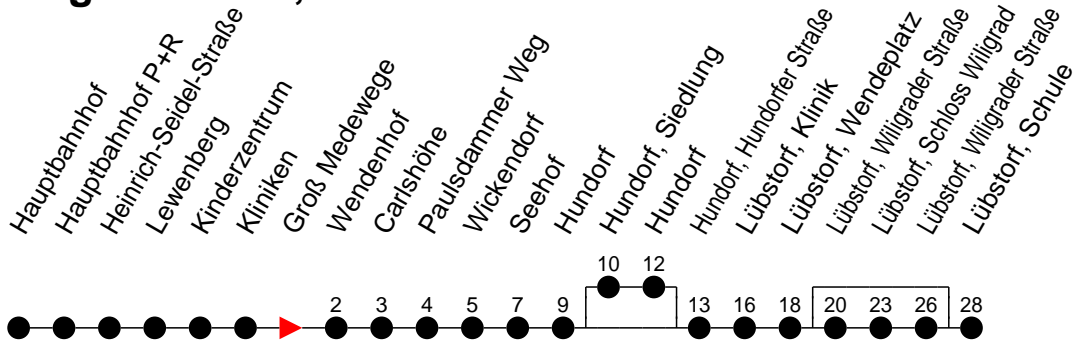 Hauptbahnhof
Hauptbahnhof P+R
Heinrich-Seidel-Straße
Lewenberg
Kinderzentrum
Kliniken
Groß Medewege
Wendenhof
Carlshöhe
Paulsdammer Weg
Wickendorf
Seehof
Hundorf
Hundorf, Siedlung
Hundorf
Hundorf, Hundorfer Straße
Lübstorf, Klinik
Lübstorf, Wendeplatz
Lübstorf, Wiligrader Straße
Lübstorf, Schloss Wiligrad
Lübstorf, Wiligrader Straße
Lübstorf, Schule
10 12
2 3 4 5 7 9 13 16 18 20 23 26 28